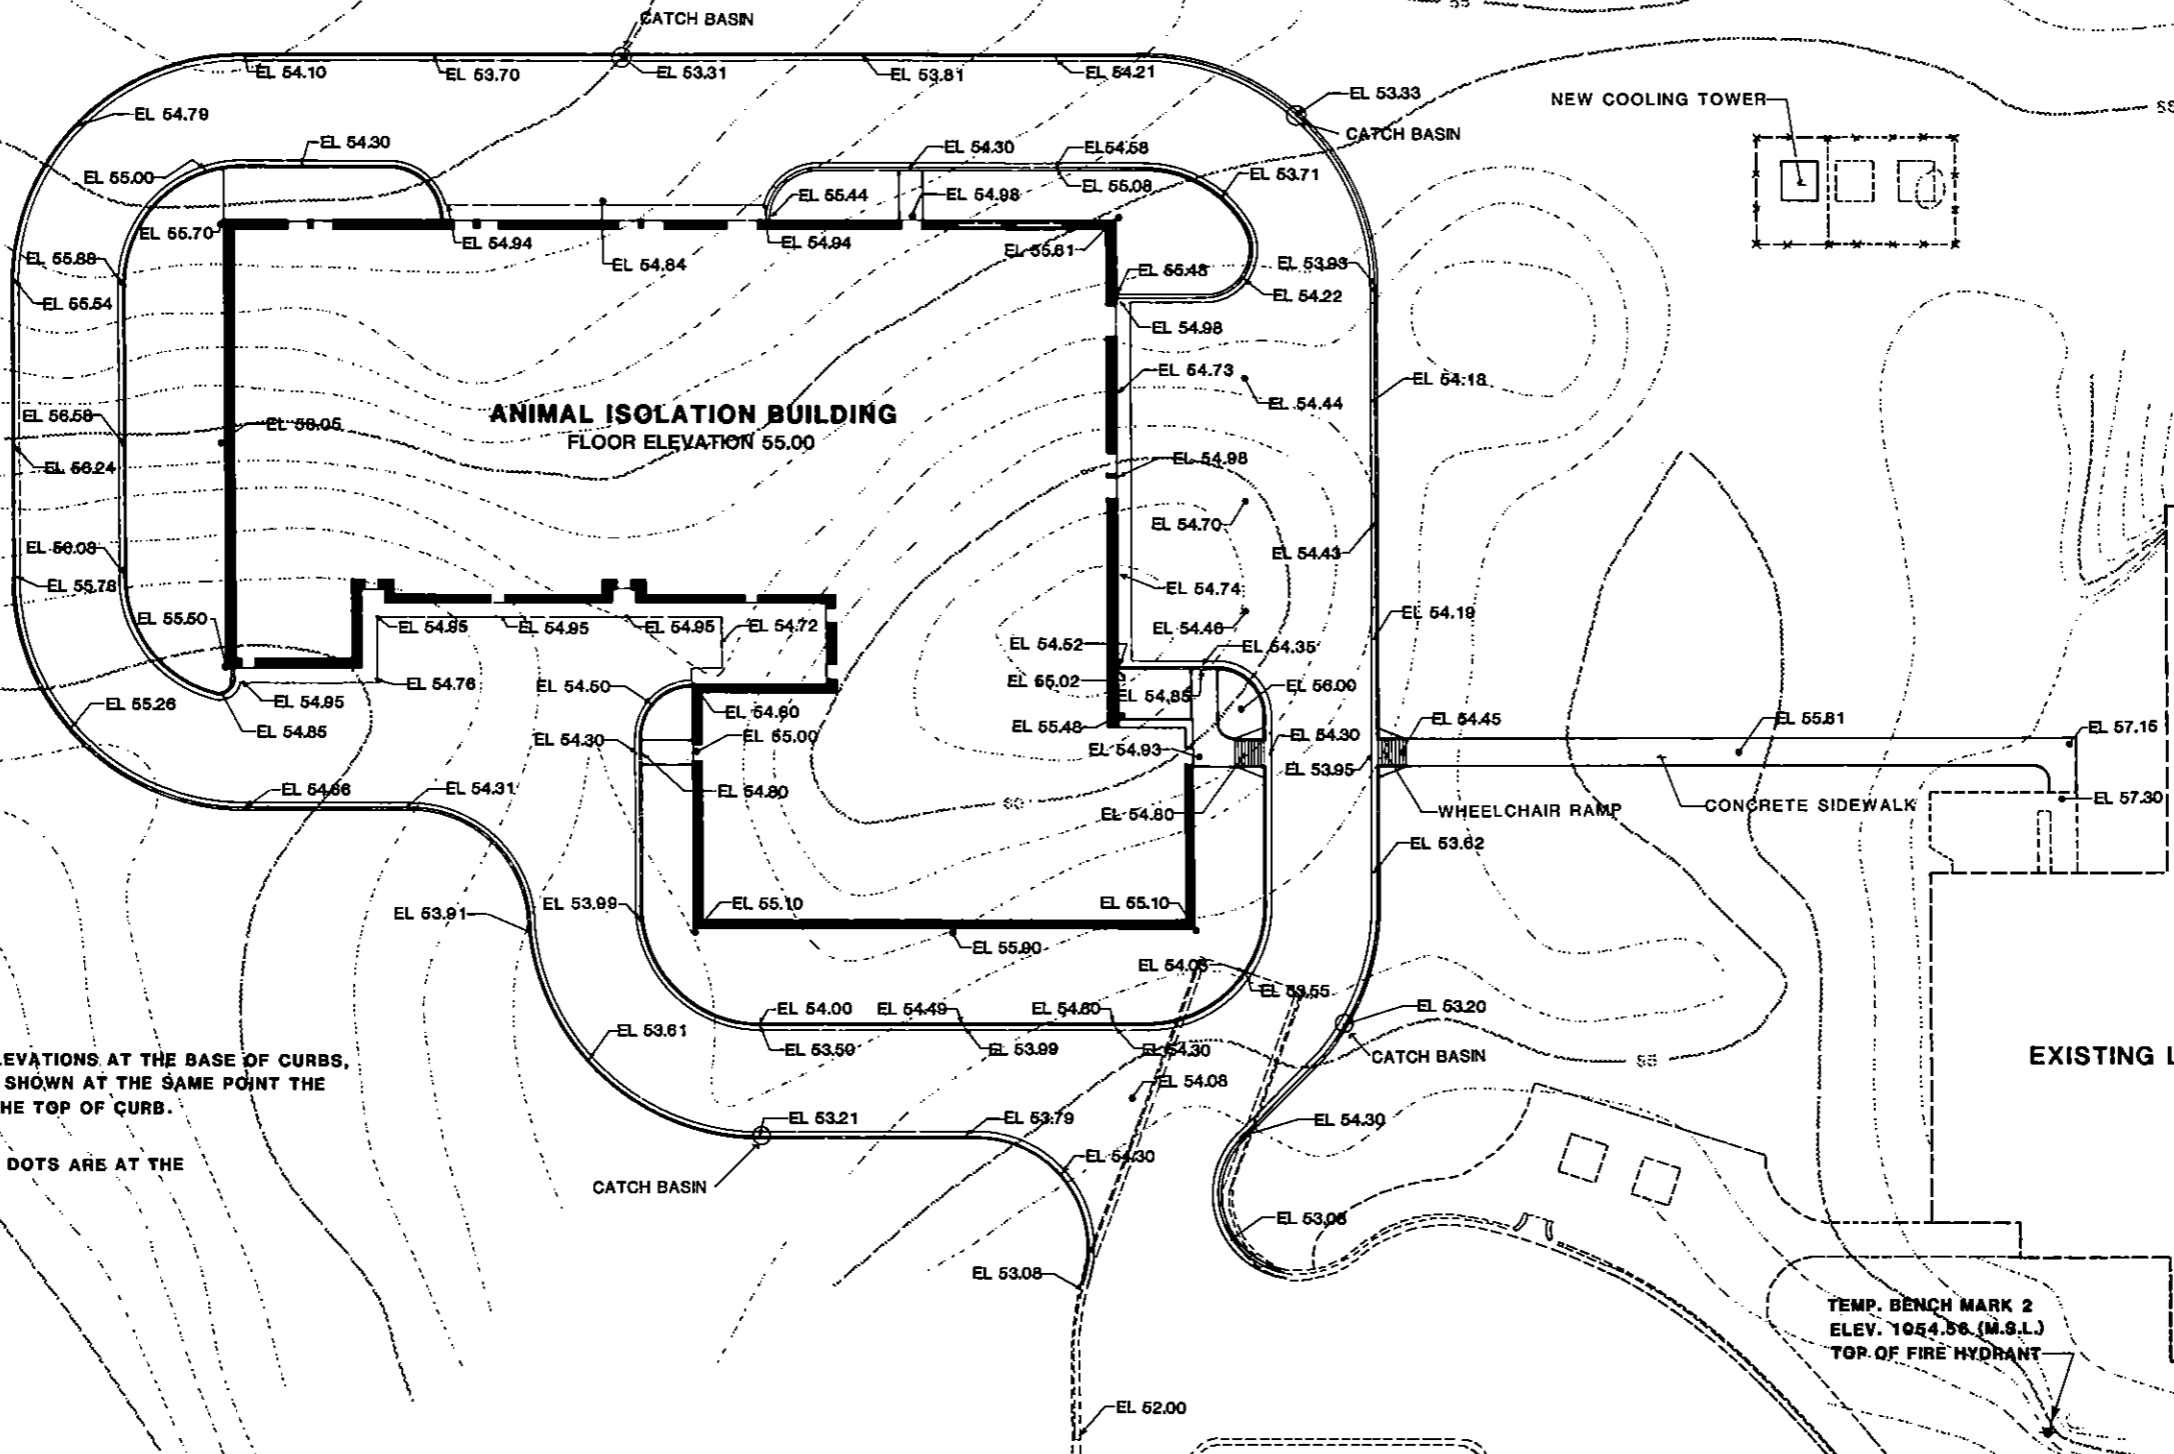 CATCH BASIN
EL 54.10
EL 53.70
EL 53.31
EL 53.81
EL 54.21
EL 53.33
CATCH BASIN
NEW COOLING TOWER
EL 54.79
EL 54.30
EL 54.30
EL 54.58
EL 55.00
EL 55.44
EL 54.98
EL 55.08
EL 53.71
EL 55.70
EL 54.94
EL 54.94
EL 54.84
EL 55.61
EL 55.88
EL 55.54
EL 55.48
EL 53.93
EL 54.22
EL 54.98
EL 54.73
EL 54.18
EL 54.44
ANIMAL ISOLATION BUILDING
FLOOR ELEVATION 55.00
EL 56.58
EL 56.24
EL 54.98
EL 54.70
EL 54.43
EL 56.08
EL 55.78
EL 54.74
EL 54.19
EL 55.50
EL 54.95
EL 54.95
EL 54.95
EL 54.72
EL 54.46
EL 54.52
EL 54.35
EL 54.76
EL 54.50
EL 55.02
EL 54.85
EL 56.00
EL 55.26
EL 54.95
EL 54.85
EL 54.60
EL 55.00
EL 55.48
EL 54.93
EL 54.30
EL 54.45
EL 55.81
EL 57.15
EL 54.30
EL 53.95
EL 54.80
EL 54.80
EL 54.31
WHEELCHAIR RAMP
CONCRETE SIDEWALK
EL 57.30
60
EL 53.62
EL 53.91
EL 53.99
EL 55.10
EL 55.10
EL 55.90
EL 53.55
EL 54.00
EL 54.49
EL 54.60
EL 53.20
EL 53.50
EL 53.99
EL 54.30
CATCH BASIN
55
EXISTING L
EL 53.61
LEVATIONS AT THE BASE OF CURBS,
SHOWN AT THE SAME POINT THE
HE TOP OF CURB.
DOTS ARE AT THE
EL 54.08
EL 53.21
EL 53.79
EL 54.30
EL 54.30
CATCH BASIN
EL 53.08
EL 53.08
TEMP. BENCH MARK 2
ELEV. 1054.56 (M.S.L.)
TOP OF FIRE HYDRANT
EL 52.00